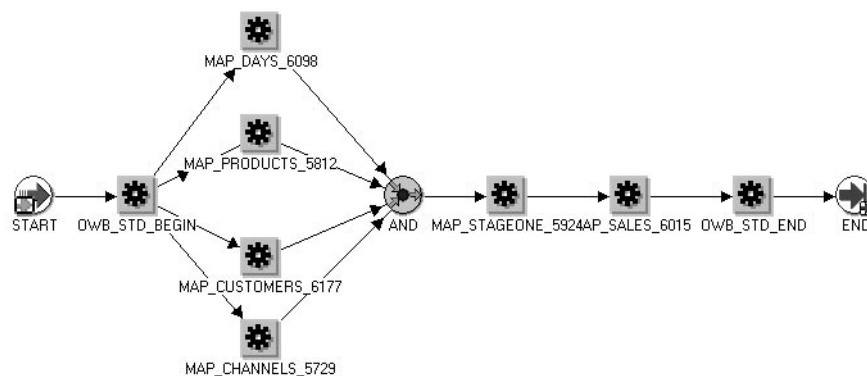 MAP_DAYS_6098
MAP_PRODUCTS_5812
START
OWB_STD_BEGIN
AND
MAP_STAGEONE_5924AP_SALES_6015
OWB_STD_END
END
MAP_CUSTOMERS_6177
MAP_CHANNELS_5729